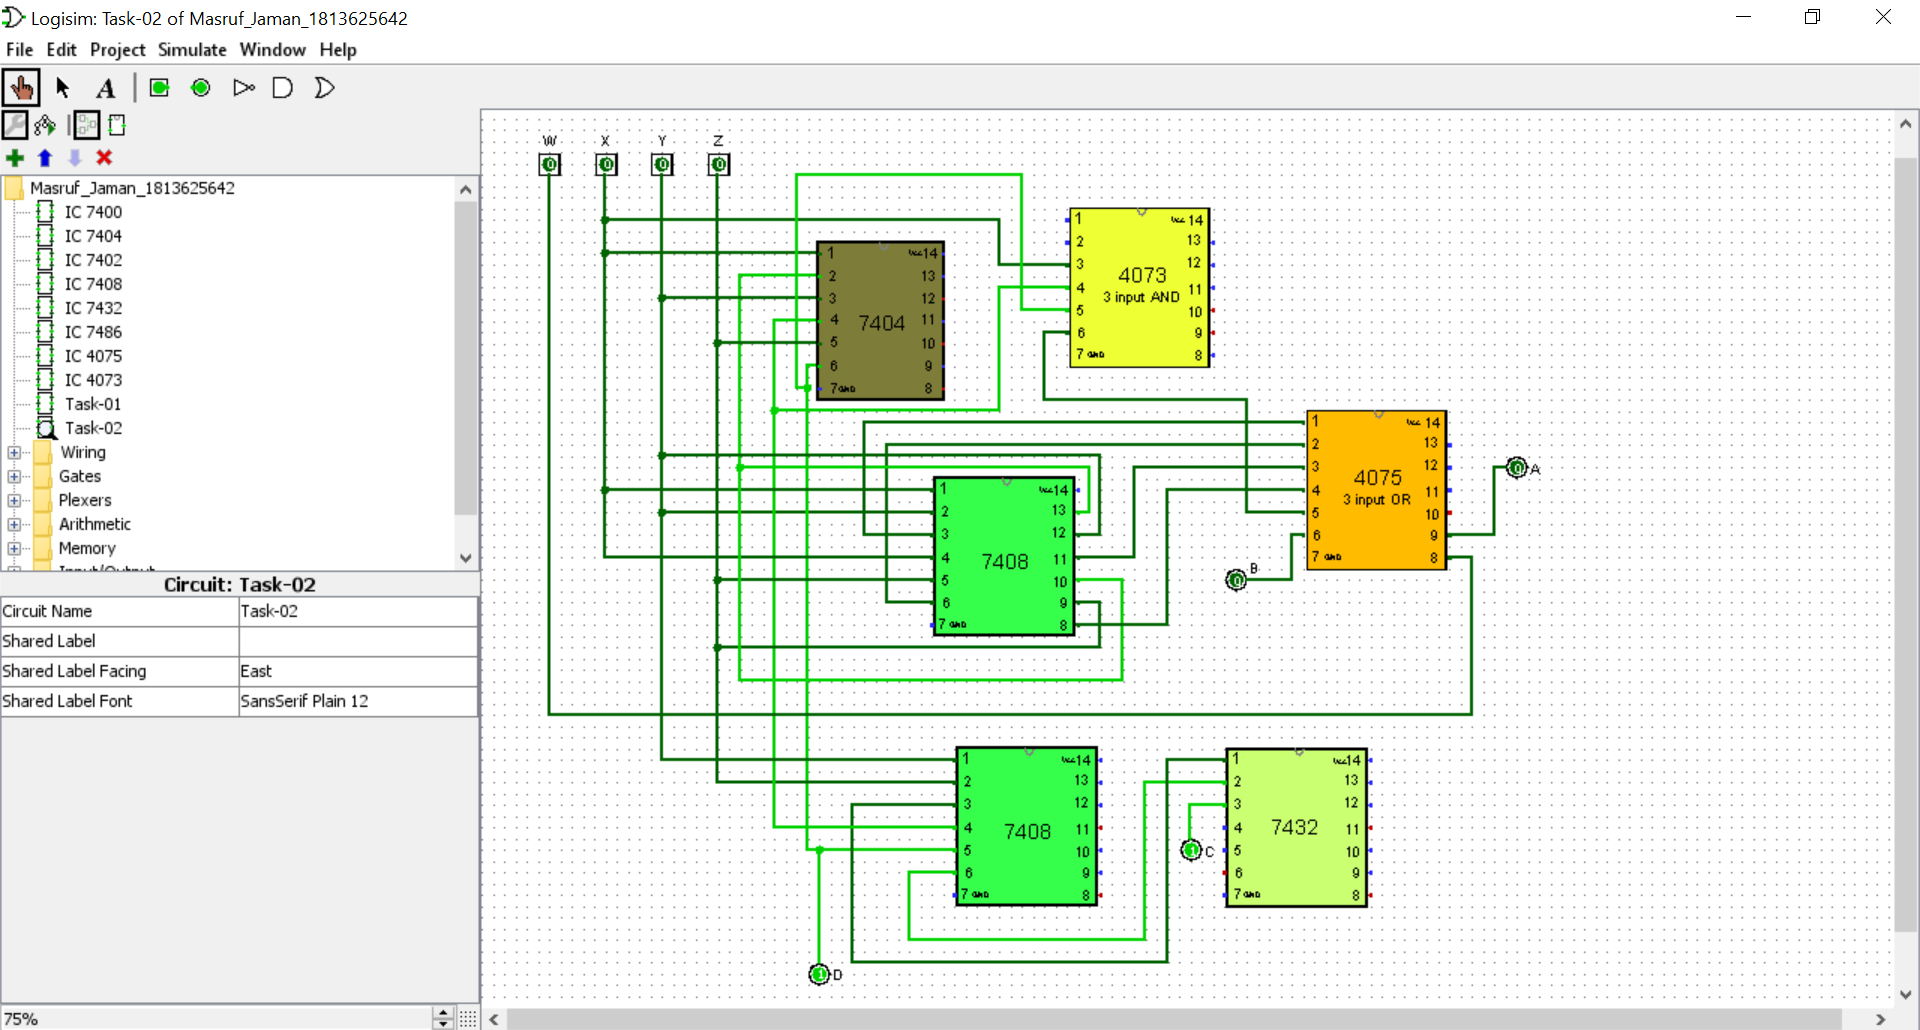 Logisim: Task-02 of Masruf_Jaman_1813625642
File Edit Project Simulate Window Help
A
Masruf_Jaman_1813625642
IC 7400
IC 7404
IC 7402
IC 7408
IC 7432
IC 7486
IC 4075
IC 4073
Task-01
Task-02
Wiring
Gates
Plexers
Arithmetic
Memory
Input/Output
Circuit: Task-02
Circuit Name Task-02
Shared Label
Shared Label Facing East
Shared Label Font SansSerif Plain 12
75%
W X Y Z
0 0 0 0
1 Vcc 14
2 13
3 12
4 11
5 10
6 9
7 GND 8
7404
1 Vcc 14
2 13
3 12
4 11
5 10
6 9
7 GND 8
4073
3 input AND
1 Vcc 14
2 13
3 12
4 11
5 10
6 9
7 GND 8
4075
3 input OR
0 A
0 B
1 Vcc 14
2 13
3 12
4 11
5 10
6 9
7 GND 8
7408
1 Vcc 14
2 13
3 12
4 11
5 10
6 9
7 GND 8
7408
1 Vcc 14
2 13
3 12
4 11
5 10
6 9
7 GND 8
7432
1 C
1 D